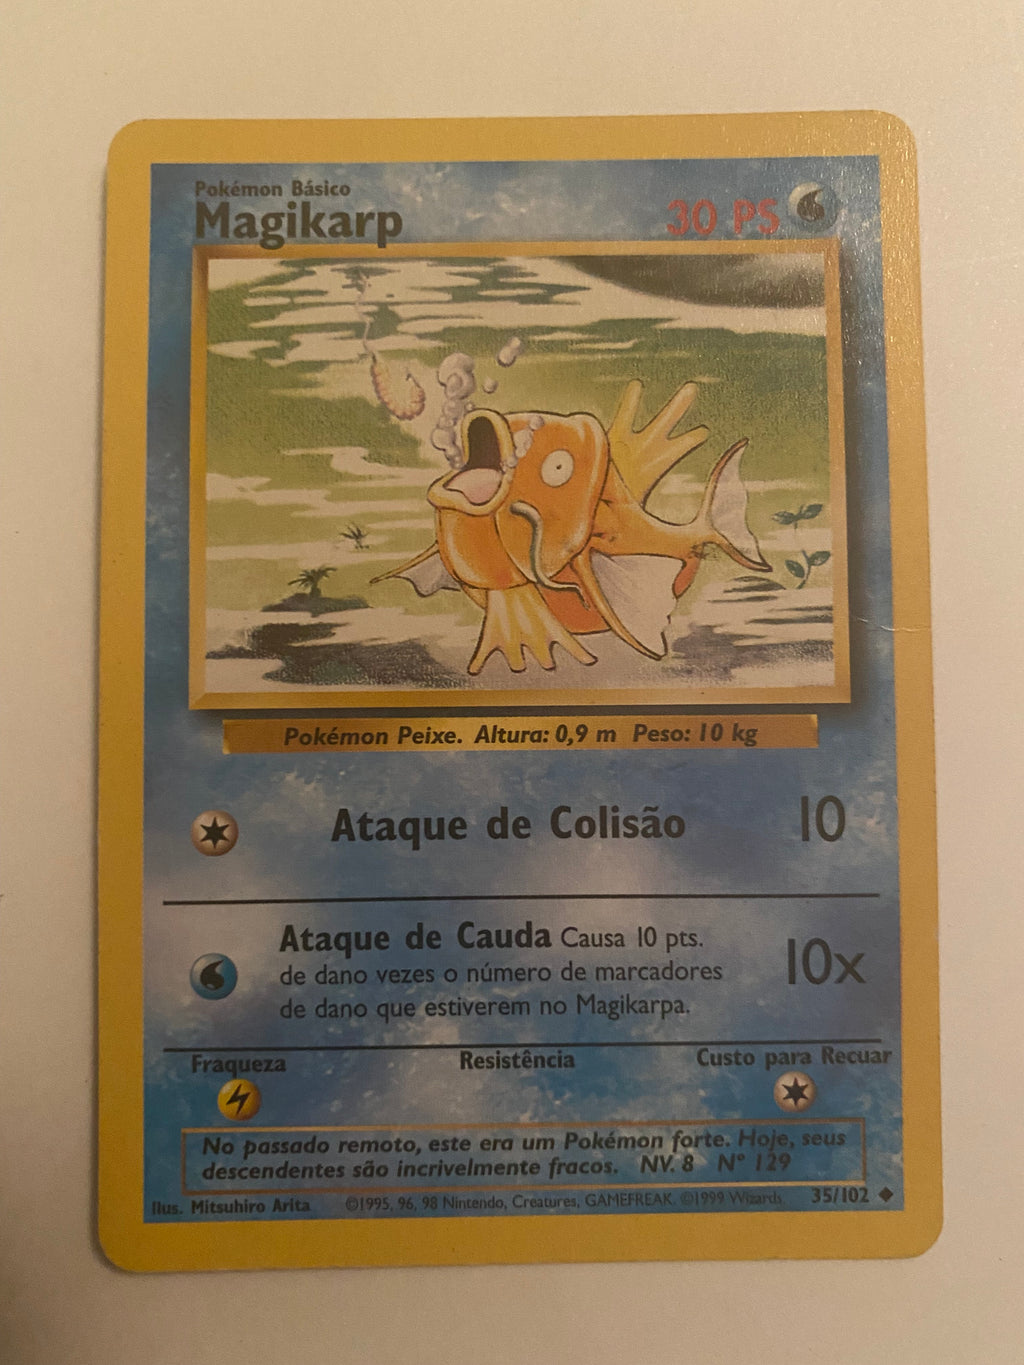 Pokémon Básico
Magikarp 30 PS
Pokémon Peixe. Altura: 0,9 m Peso: 10 kg
Ataque de Colisão 10
Ataque de Cauda Causa 10 pts.
de dano vezes o número de marcadores
de dano que estiverem no Magikarpa.
10x
Fraqueza Resistência Custo para Recuar
No passado remoto, este era um Pokémon forte. Hoje, seus
descendentes são incrivelmente fracos. NV. 8 Nº 129
Ilus. Mitsuhiro Arita ©1995, 96, 98 Nintendo, Creatures, GAMEFREAK. ©1999 Wizards. 35/102